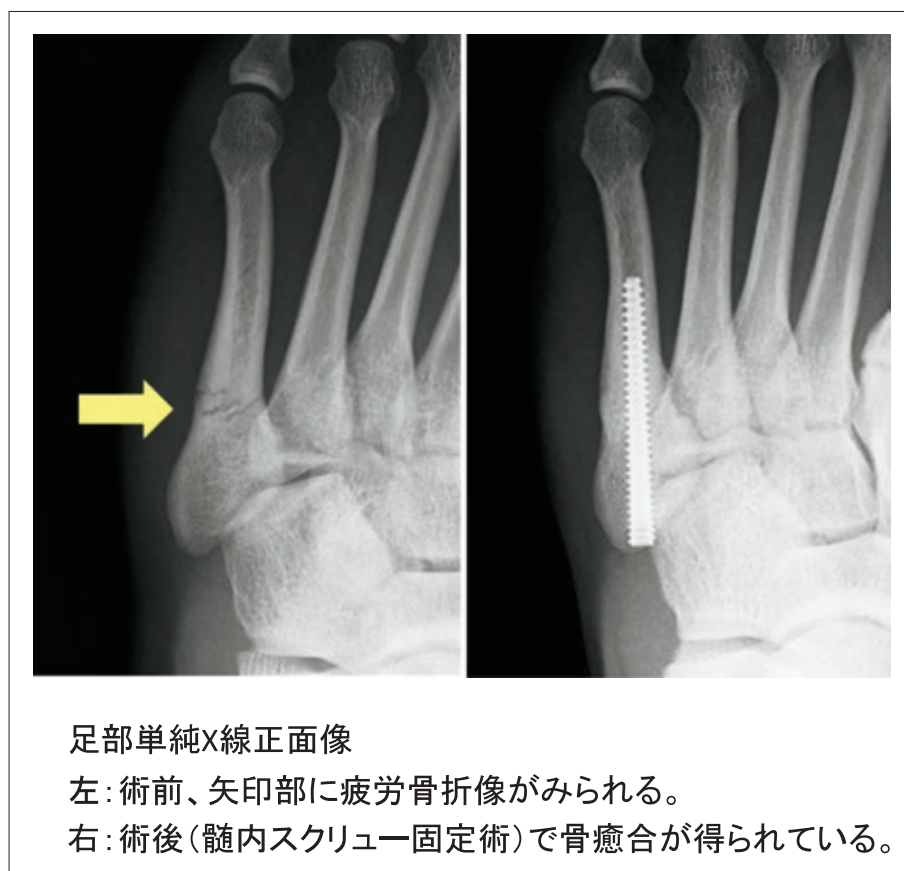 足部単純X線正面像
左：術前、矢印部に疲労骨折像がみられる。
右：術後（髄内スクリュー固定術）で骨癒合が得られている。